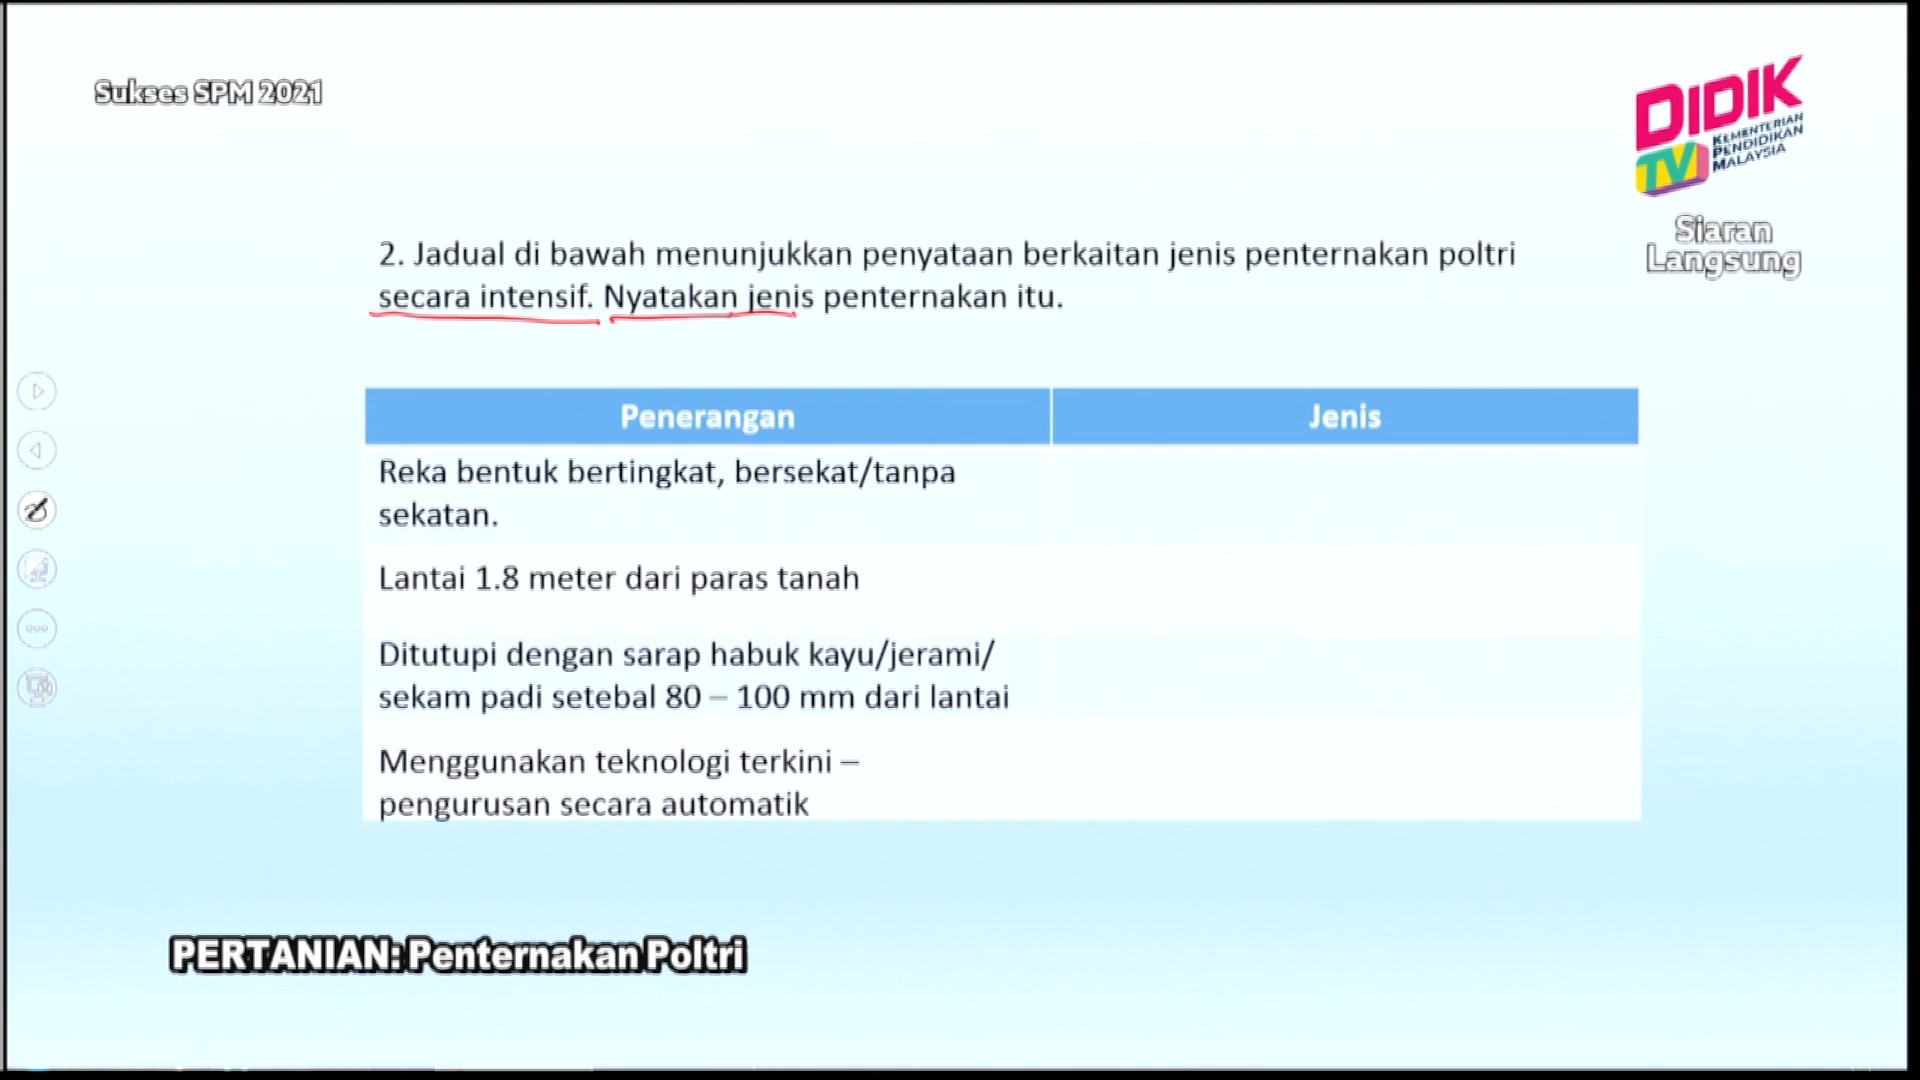 Sukses SPM 2021
DIDIK
TV
KEMENTERIAN
PENDIDIKAN
MALAYSIA
Siaran
Langsung
2. Jadual di bawah menunjukkan penyataan berkaitan jenis penternakan poltri
secara intensif. Nyatakan jenis penternakan itu.
Penerangan
Jenis
Reka bentuk bertingkat, bersekat/tanpa
sekatan.
Lantai 1.8 meter dari paras tanah
Ditutupi dengan sarap habuk kayu/jerami/
sekam padi setebal 80 – 100 mm dari lantai
Menggunakan teknologi terkini –
pengurusan secara automatik
PERTANIAN: Penternakan Poltri